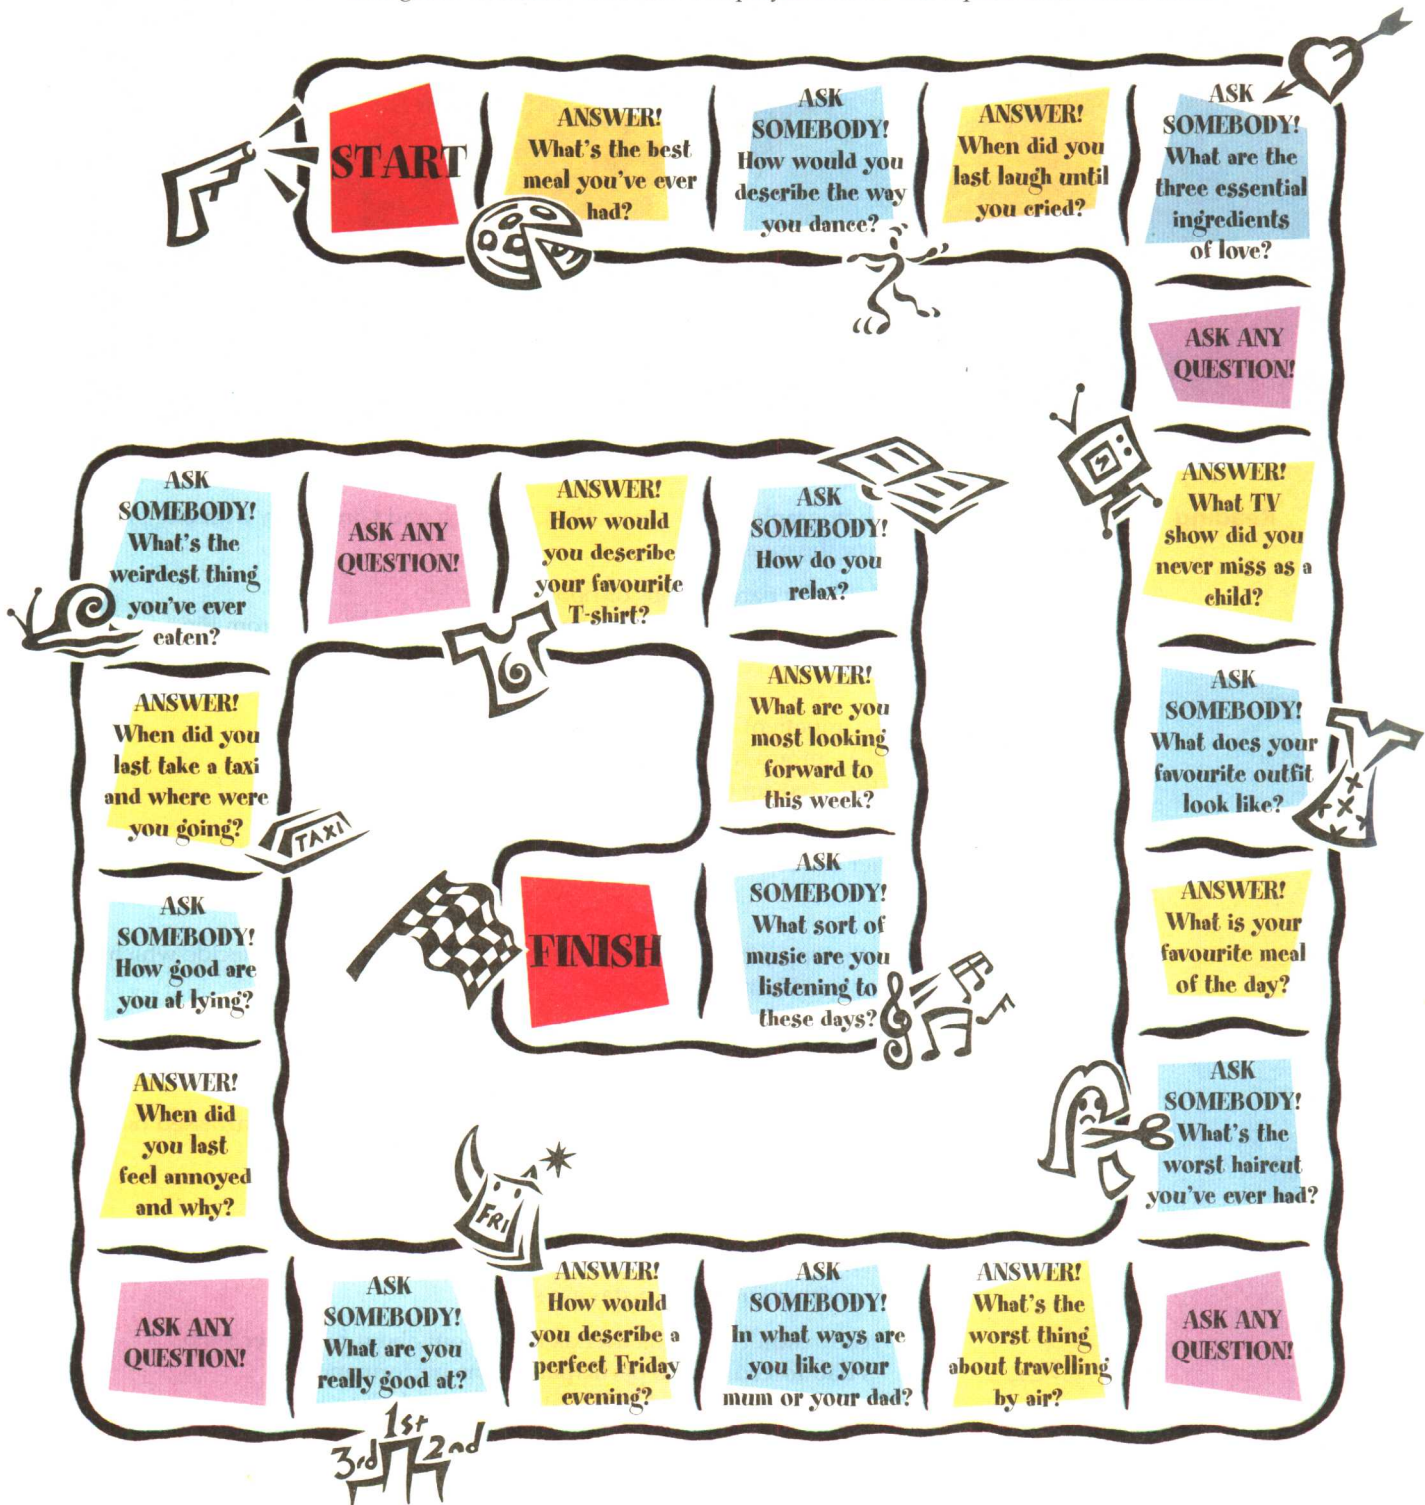 START
ANSWER!
What's the best
meal you've ever
had?
ASK
SOMEBODY!
How would you
describe the way
you dance?
ANSWER!
When did you
last laugh until
you cried?
ASK
SOMEBODY!
What are the
three essential
ingredients
of love?
ASK ANY
QUESTION!
ANSWER!
What TV
show did you
never miss as a
child?
ASK
SOMEBODY!
What does your
favourite outfit
look like?
ANSWER!
What is your
favourite meal
of the day?
ASK
SOMEBODY!
What's the
worst haircut
you've ever had?
ASK ANY
QUESTION!
ANSWER!
What's the
worst thing
about travelling
by air?
ASK
SOMEBODY!
In what ways are
you like your
mum or your dad?
ANSWER!
How would
you describe a
perfect Friday
evening?
FRI
ASK
SOMEBODY!
What are you
really good at?
1st
3rd 2nd
ASK ANY
QUESTION!
ANSWER!
When did
you last
feel annoyed
and why?
ASK
SOMEBODY!
How good are
you at lying?
ANSWER!
When did you
last take a taxi
and where were
you going?
TAXI
ASK
SOMEBODY!
What's the
weirdest thing
you've ever
eaten?
ASK ANY
QUESTION!
ANSWER!
How would
you describe
your favourite
T-shirt?
ASK
SOMEBODY!
How do you
relax?
ANSWER!
What are you
most looking
forward to
this week?
ASK
SOMEBODY!
What sort of
music are you
listening to
these days?
FINISH